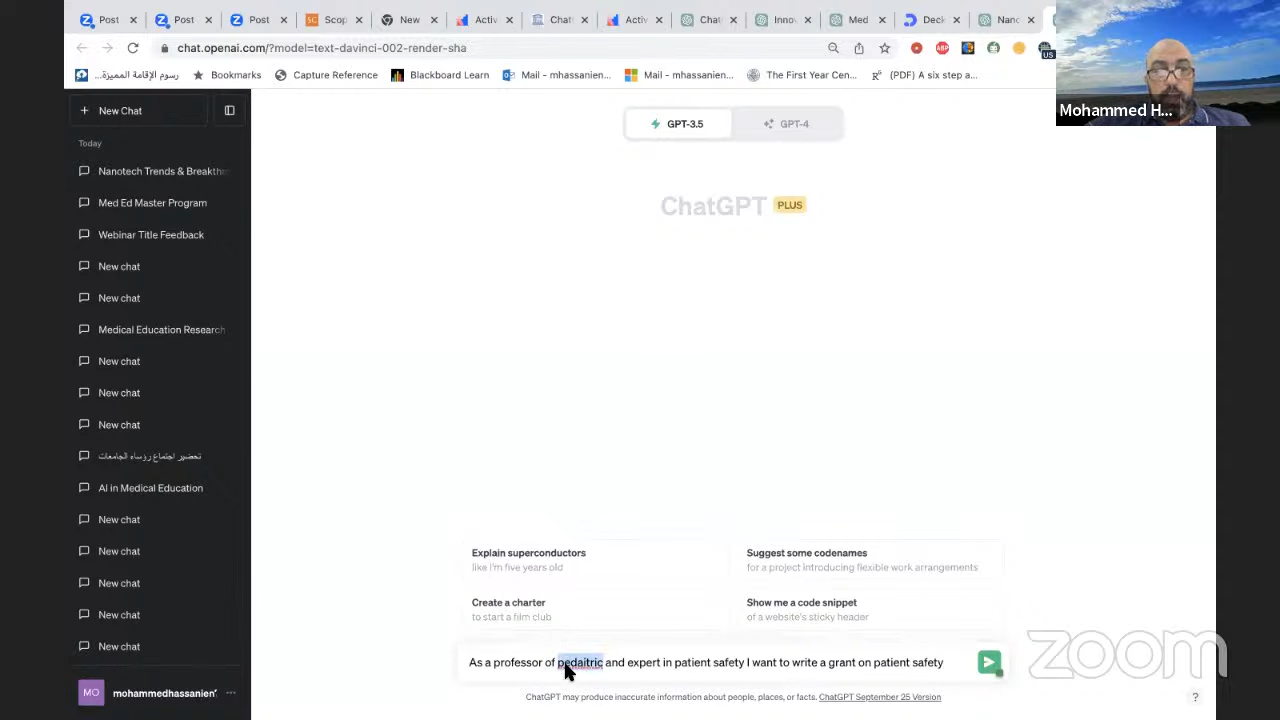 Post
Post
Post
Scop
New
Activ
Chat
Activ
Chat
Innov
Med
Deck
Nanc
chat.openai.com/?model=text-davinci-002-render-sha
ABP
US
رسوم الإقامة المميزة...
Bookmarks
Capture Reference
Blackboard Learn
Mail – mhassanien...
Mail – mhassanien...
The First Year Cen...
(PDF) A six step a...
Mohammed H...
New Chat
GPT-3.5
GPT-4
Today
Nanotech Trends & Breakthr
Med Ed Master Program
Webinar Title Feedback
New chat
New chat
Medical Education Research
New chat
New chat
New chat
تحضير اجتماع رؤساء الجامعات
AI in Medical Education
New chat
New chat
New chat
New chat
New chat
ChatGPT PLUS
Explain superconductors
like I'm five years old
Suggest some codenames
for a project introducing flexible work arrangements
Create a charter
to start a film club
Show me a code snippet
of a website's sticky header
As a professor of pedaitric and expert in patient safety I want to write a grant on patient safety
ChatGPT may produce inaccurate information about people, places, or facts. ChatGPT September 25 Version
?
MO
mohammedhassanien'
...
zoom